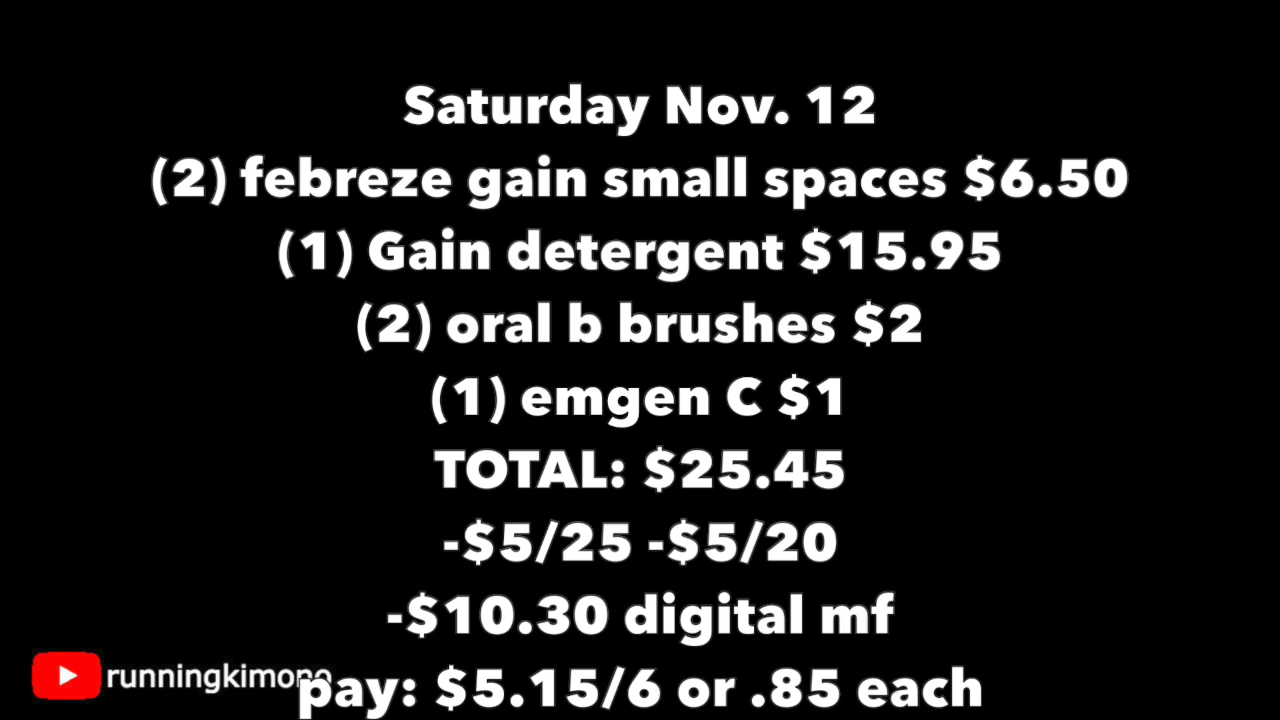 Saturday Nov. 12
(2) febreze gain small spaces $6.50
(1) Gain detergent $15.95
(2) oral b brushes $2
(1) emgen C $1
TOTAL: $25.45
-$5/25 -$5/20
-$10.30 digital mf
pay: $5.15/6 or .85 each
runningkimono